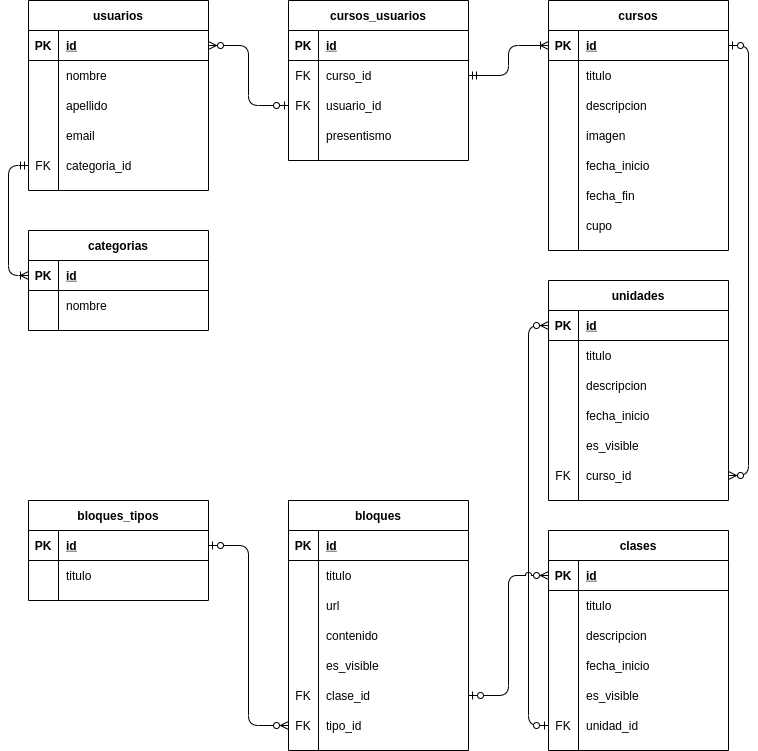 usuarios
PK id
nombre
apellido
email
FK categoria_id
cursos_usuarios
PK id
FK curso_id
FK usuario_id
presentismo
cursos
PK id
titulo
descripcion
imagen
fecha_inicio
fecha_fin
cupo
categorias
PK id
nombre
unidades
PK id
titulo
descripcion
fecha_inicio
es_visible
FK curso_id
bloques_tipos
PK id
titulo
bloques
PK id
titulo
url
contenido
es_visible
FK clase_id
FK tipo_id
clases
PK id
titulo
descripcion
fecha_inicio
es_visible
FK unidad_id